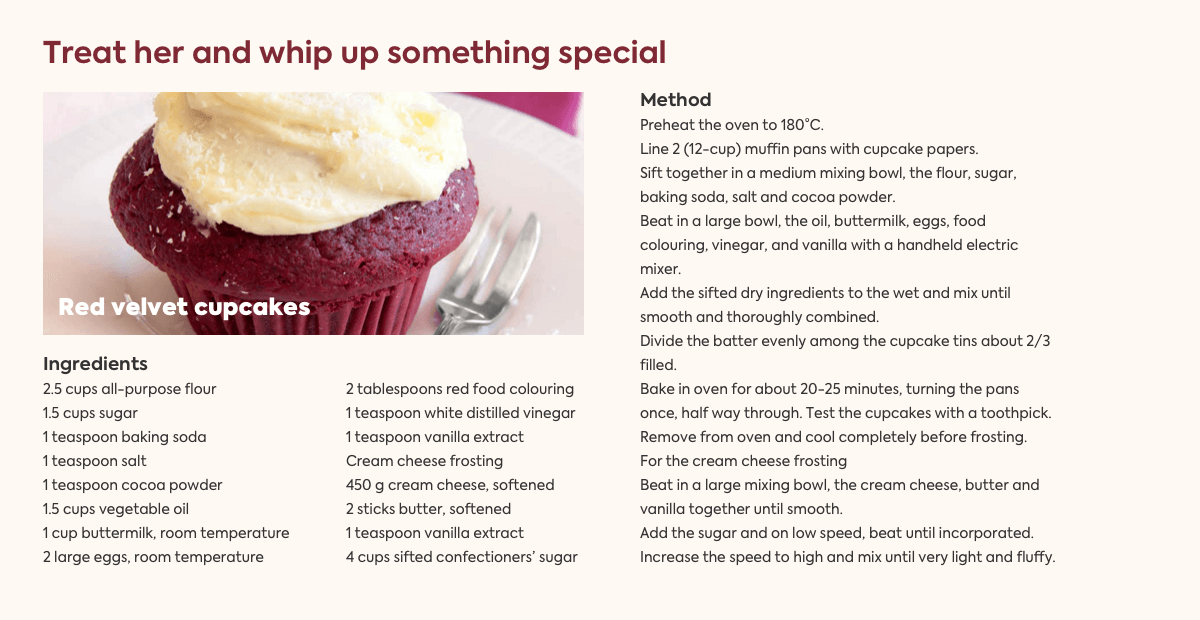 Treat her and whip up something special
Red velvet cupcakes
Ingredients
2.5 cups all-purpose flour
1.5 cups sugar
1 teaspoon baking soda
1 teaspoon salt
1 teaspoon cocoa powder
1.5 cups vegetable oil
1 cup buttermilk, room temperature
2 large eggs, room temperature
2 tablespoons red food colouring
1 teaspoon white distilled vinegar
1 teaspoon vanilla extract
Cream cheese frosting
450 g cream cheese, softened
2 sticks butter, softened
1 teaspoon vanilla extract
4 cups sifted confectioners’ sugar
Method
Preheat the oven to 180°C.
Line 2 (12-cup) muffin pans with cupcake papers.
Sift together in a medium mixing bowl, the flour, sugar,
baking soda, salt and cocoa powder.
Beat in a large bowl, the oil, buttermilk, eggs, food
colouring, vinegar, and vanilla with a handheld electric
mixer.
Add the sifted dry ingredients to the wet and mix until
smooth and thoroughly combined.
Divide the batter evenly among the cupcake tins about 2/3
filled.
Bake in oven for about 20-25 minutes, turning the pans
once, half way through. Test the cupcakes with a toothpick.
Remove from oven and cool completely before frosting.
For the cream cheese frosting
Beat in a large mixing bowl, the cream cheese, butter and
vanilla together until smooth.
Add the sugar and on low speed, beat until incorporated.
Increase the speed to high and mix until very light and fluffy.